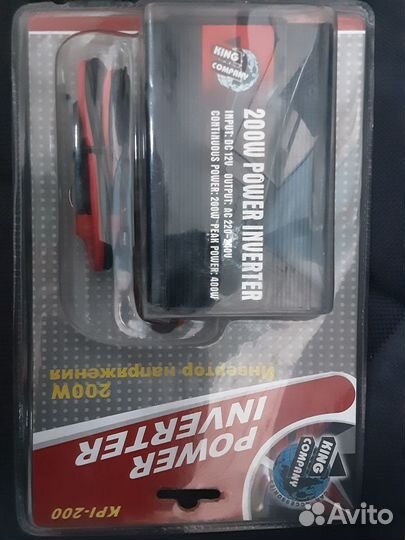 KPI-200
POWER
INVERTER
KING
COMPANY
200W
Инвертор напряжения
KING
COMPANY
200W POWER INVERTER
INPUT: DC 12V OUTPUT: AC 220-240V
CONTINUOUS POWER: 200W PEAK POWER: 400W
Avito